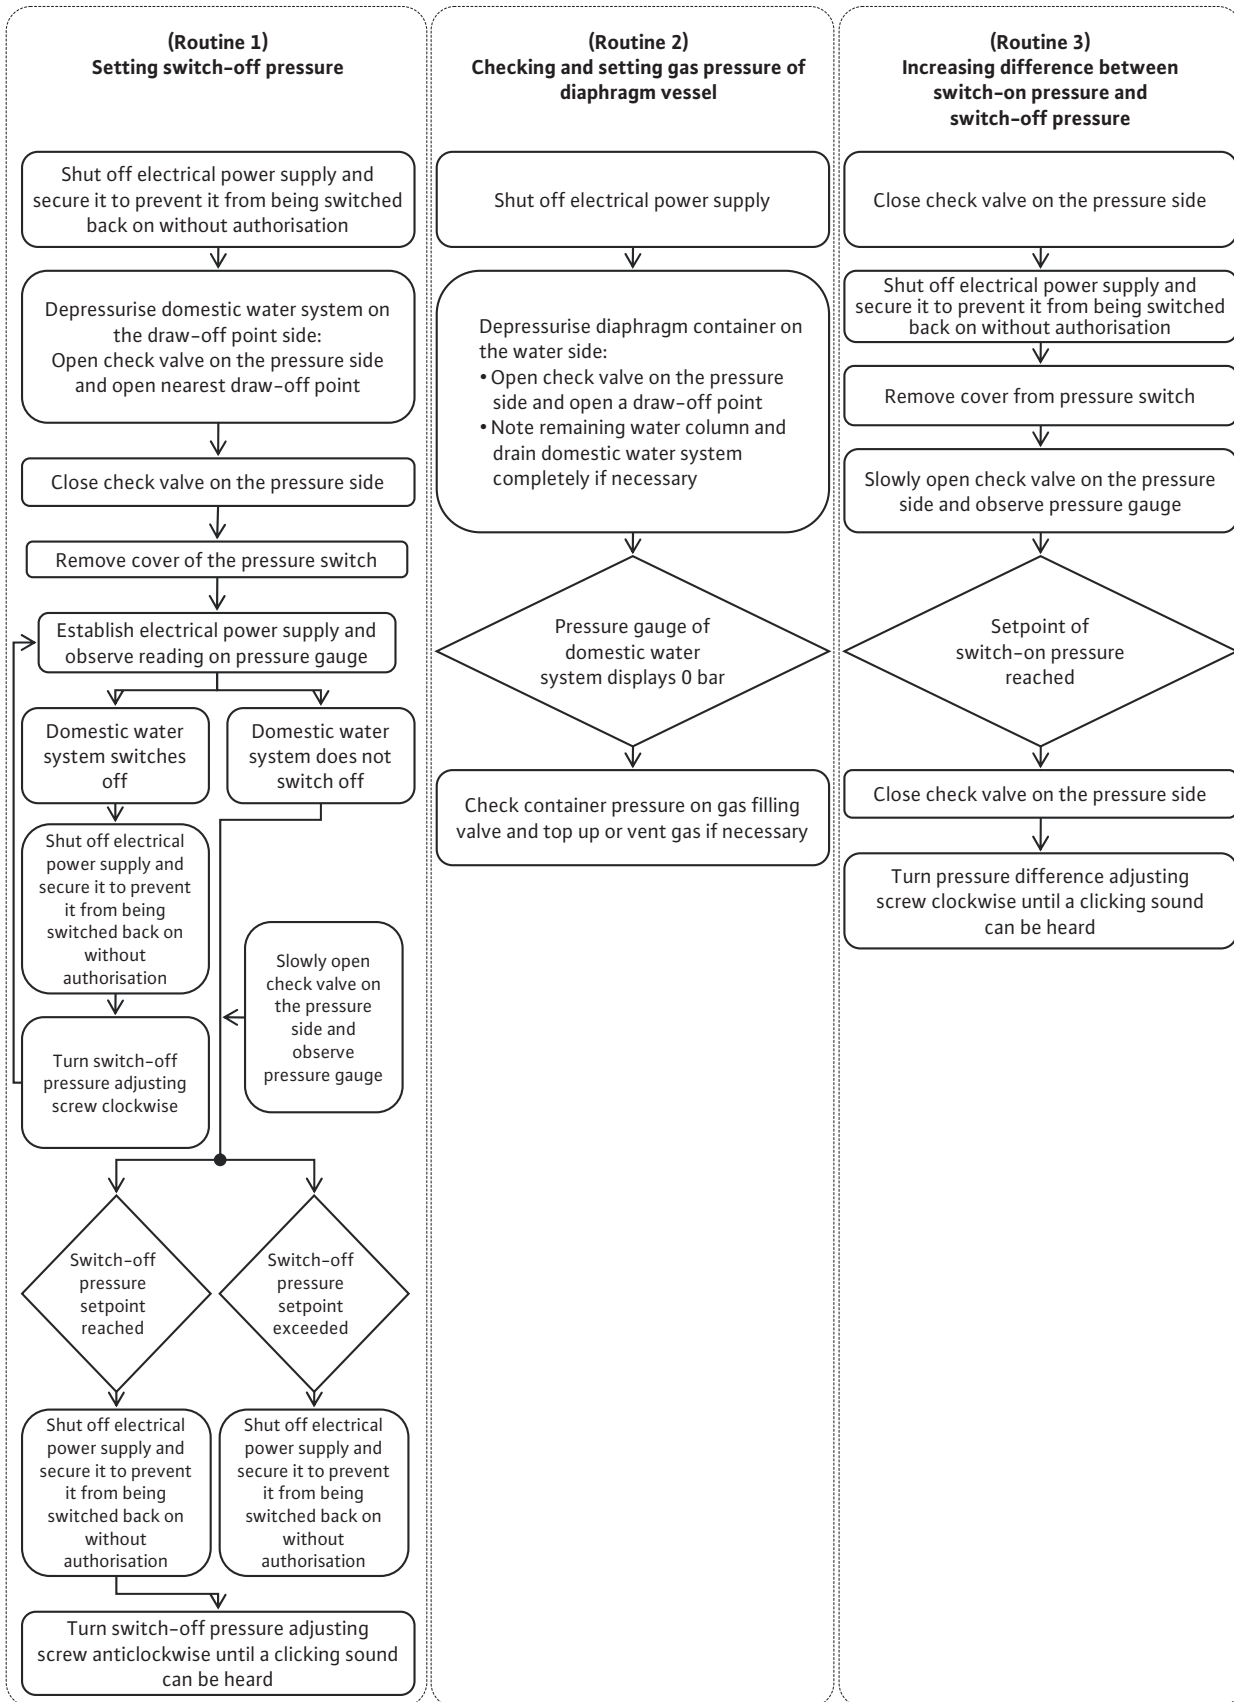 (Routine 1)
Setting switch-off pressure
Shut off electrical power supply and
secure it to prevent it from being switched
back on without authorisation
Depressurise domestic water system on
the draw-off point side:
Open check valve on the pressure side
and open nearest draw-off point
Close check valve on the pressure side
Remove cover of the pressure switch
Establish electrical power supply and
observe reading on pressure gauge
Domestic water
system switches
off
Domestic water
system does not
switch off
Shut off electrical
power supply and
secure it to prevent
it from being
switched back on
without
authorisation
Slowly open
check valve on
the pressure
side and
observe
pressure gauge
Turn switch-off
pressure adjusting
screw clockwise
Switch-off
pressure
setpoint
reached
Switch-off
pressure
setpoint
exceeded
Shut off electrical
power supply and
secure it to prevent
it from being
switched back on
without
authorisation
Shut off electrical
power supply and
secure it to prevent
it from being
switched back on
without
authorisation
Turn switch-off pressure adjusting
screw anticlockwise until a clicking sound
can be heard
(Routine 2)
Checking and setting gas pressure of
diaphragm vessel
Shut off electrical power supply
Depressurise diaphragm container on
the water side:
• Open check valve on the pressure
side and open a draw-off point
• Note remaining water column and
drain domestic water system
completely if necessary
Pressure gauge of
domestic water
system displays 0 bar
Check container pressure on gas filling
valve and top up or vent gas if necessary
(Routine 3)
Increasing difference between
switch-on pressure and
switch-off pressure
Close check valve on the pressure side
Shut off electrical power supply and
secure it to prevent it from being switched
back on without authorisation
Remove cover from pressure switch
Slowly open check valve on the pressure
side and observe pressure gauge
Setpoint of
switch-on pressure
reached
Close check valve on the pressure side
Turn pressure difference adjusting
screw clockwise until a clicking sound
can be heard